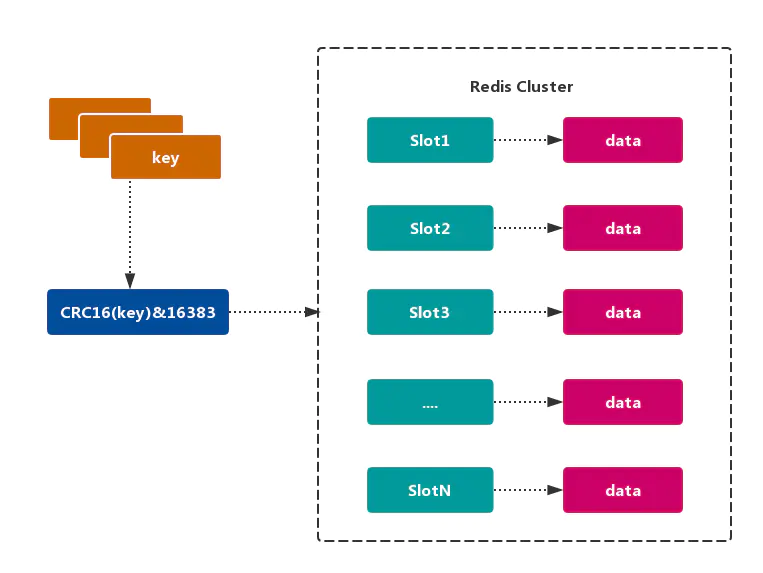 Redis Cluster
key
CRC16(key)&16383
Slot1
data
Slot2
data
Slot3
data
....
data
SlotN
data